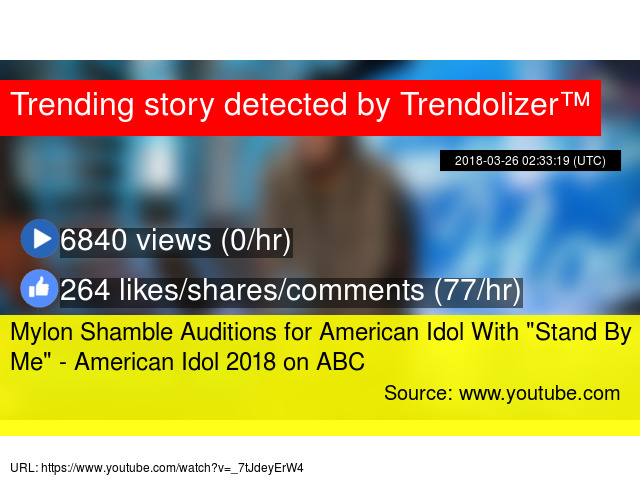 Trending story detected by Trendolizer™
2018-03-26 02:33:19 (UTC)
6840 views (0/hr)
264 likes/shares/comments (77/hr)
Mylon Shamble Auditions for American Idol With "Stand By
Me" - American Idol 2018 on ABC
Source: www.youtube.com
URL: https://www.youtube.com/watch?v=_7tJdeyErW4